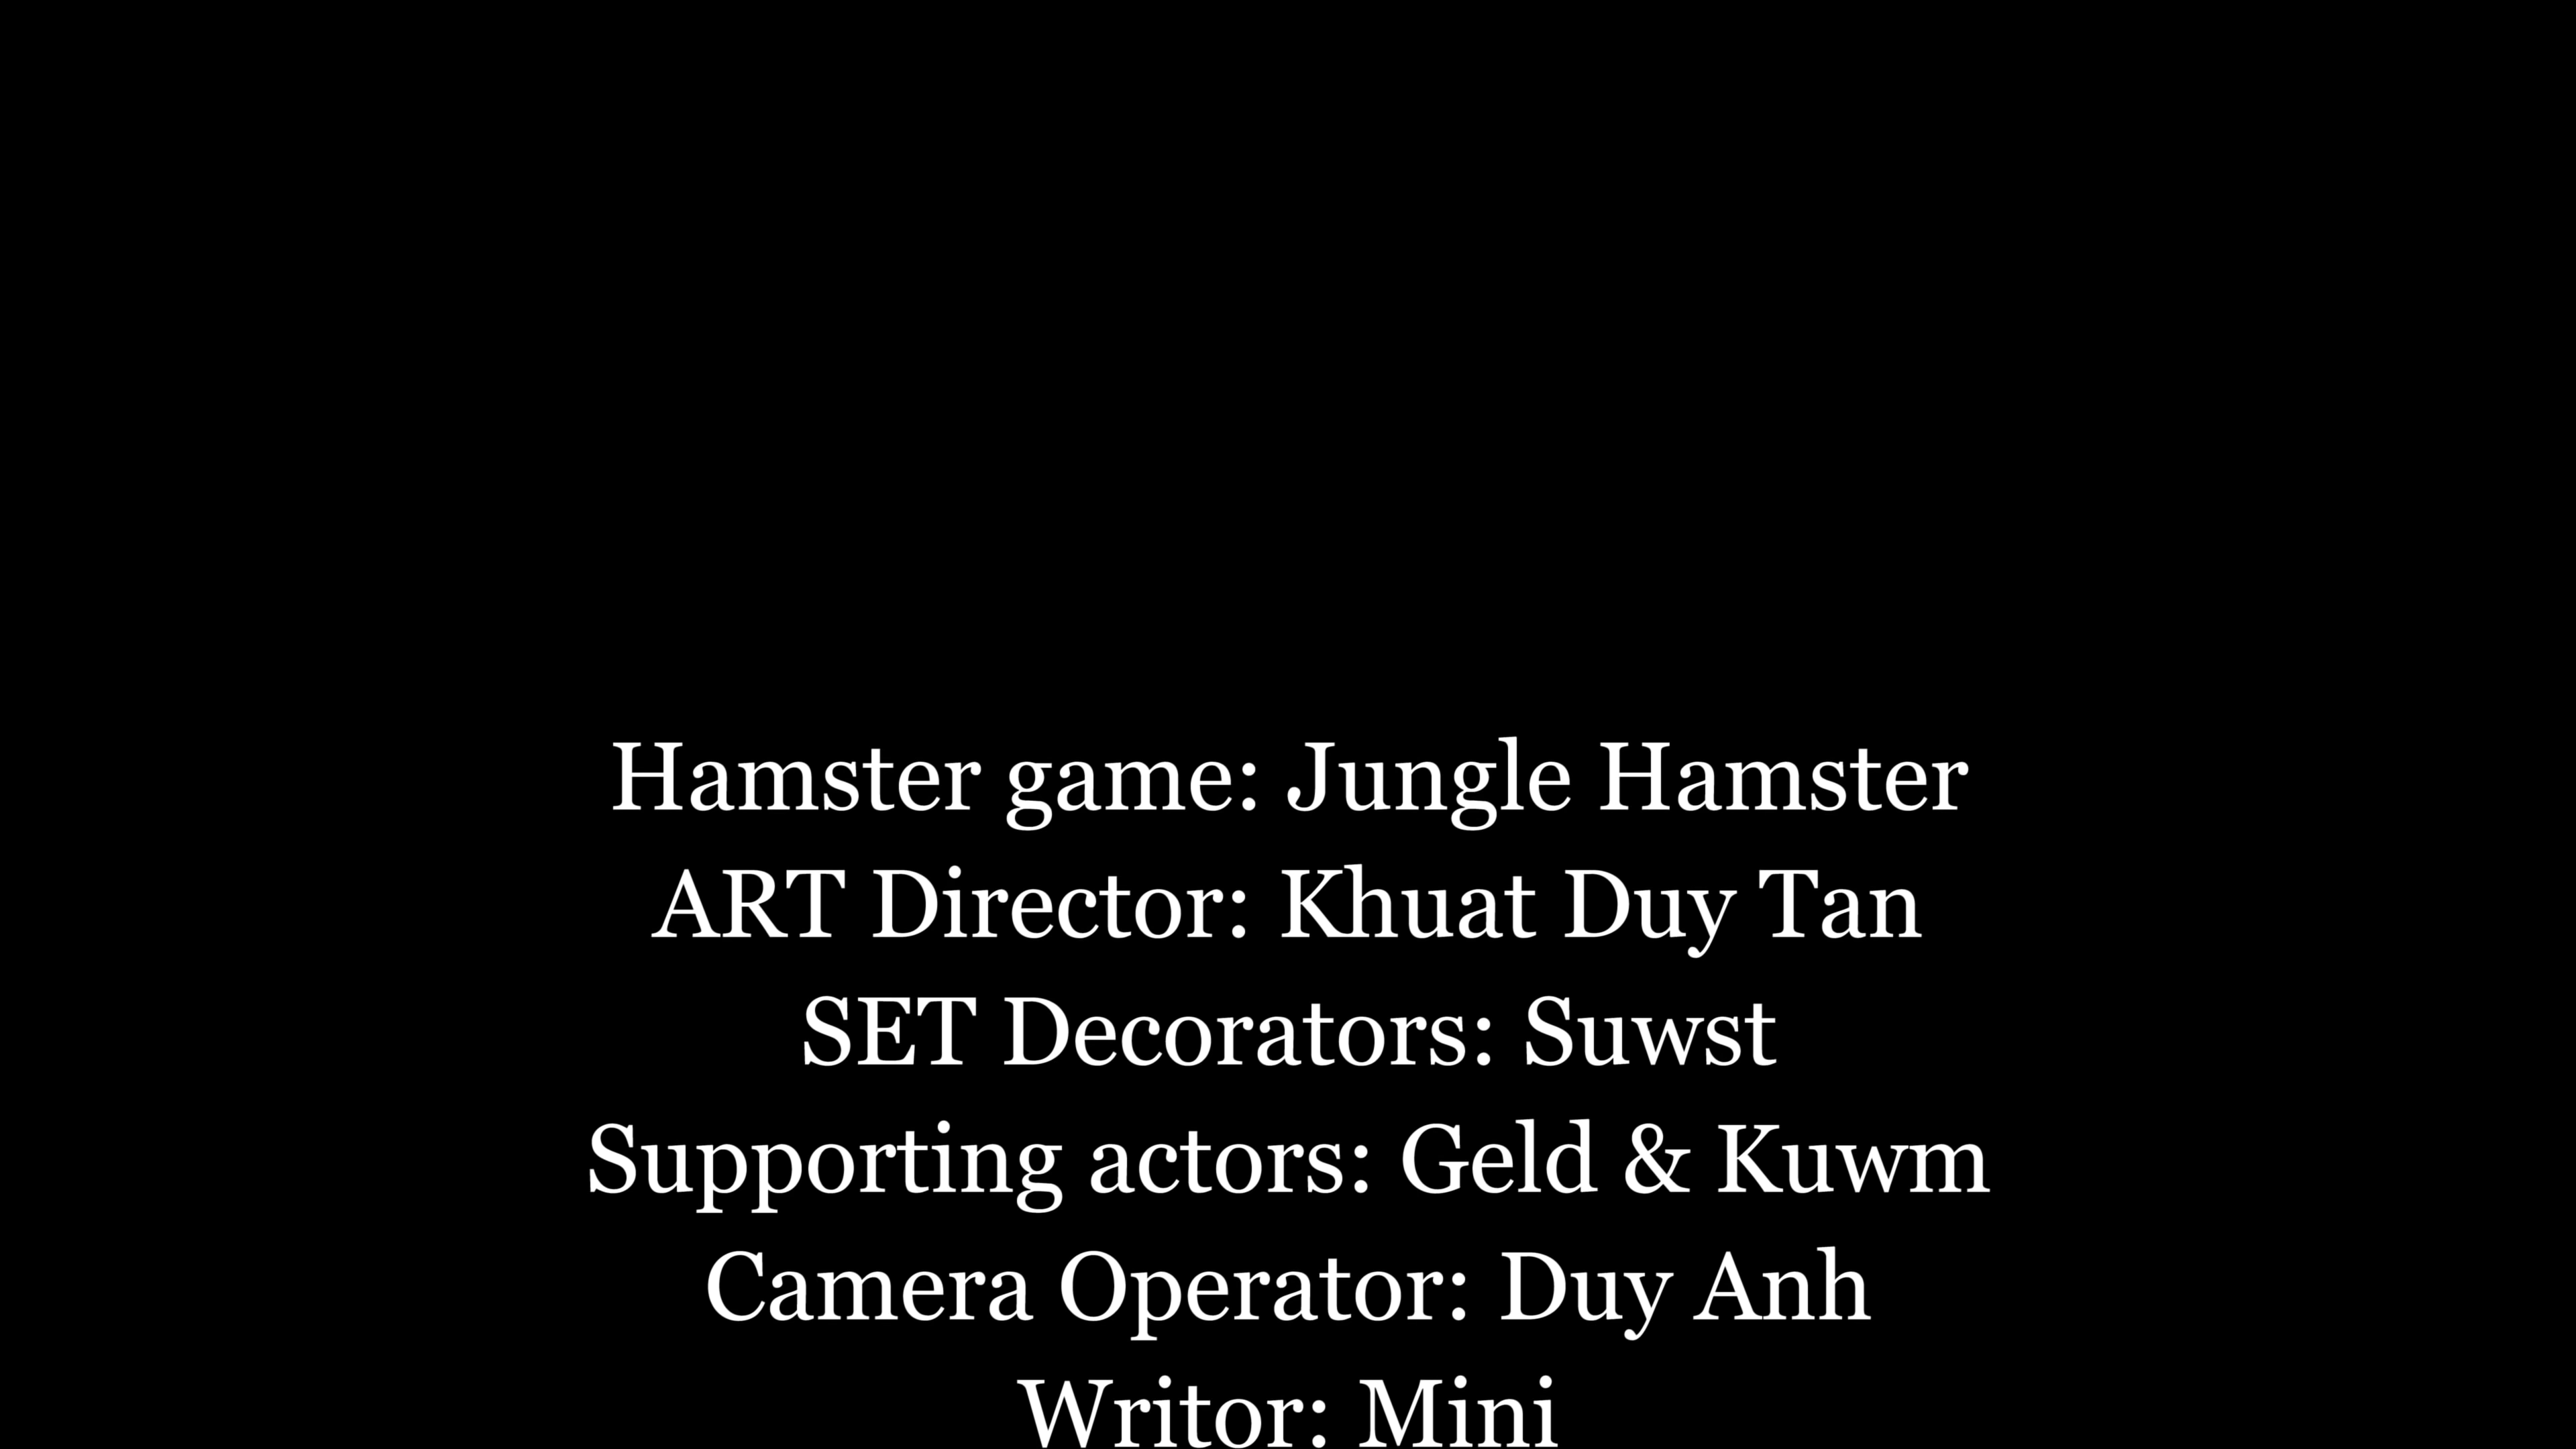 Hamster game: Jungle Hamster
ART Director: Khuat Duy Tan
SET Decorators: Suwst
Supporting actors: Geld & Kuwm
Camera Operator: Duy Anh
Writor: Mini